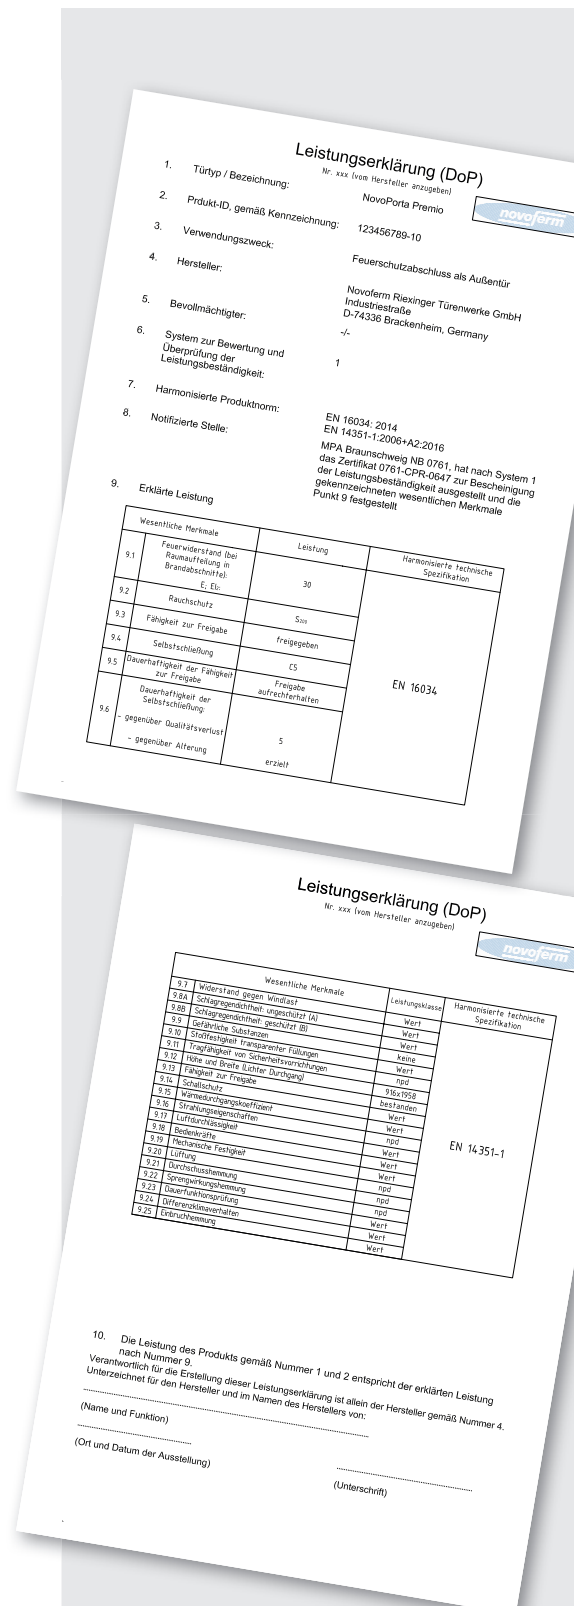 Leistungserklärung (DoP)
Nr. xxx (vom Hersteller anzugeben)
novoferm
1. Türtyp / Bezeichnung: NovoPorta Premio
2. Prdukt-ID, gemäß Kennzeichnung: 123456789-10
3. Verwendungszweck: Feuerschutzabschluss als Außentür
4. Hersteller: Novoferm Riexinger Türenwerke GmbH
Industriestraße
D-74336 Brackenheim, Germany
5. Bevollmächtigter: -/-
6. System zur Bewertung und
Überprüfung der
Leistungsbeständigkeit: 1
7. Harmonisierte Produktnorm: EN 16034: 2014
EN 14351-1:2006+A2:2016
8. Notifizierte Stelle: MPA Braunschweig NB 0761, hat nach System 1
das Zertifikat 0761-CPR-0647 zur Bescheinigung
der Leistungsbeständigkeit ausgestellt und die
gekennzeichneten wesentlichen Merkmale
Punkt 9 festgestellt
9. Erklärte Leistung
Wesentliche Merkmale Leistung Harmonisierte technische
Spezifikation
9.1 Feuerwiderstand (bei
Raumaufteilung in
Brandabschnitte):
E; EI2: 30
9.2 Rauchschutz S200
9.3 Fähigkeit zur Freigabe freigegeben
9.4 Selbstschließung C5
9.5 Dauerhaftigkeit der Fähigkeit
zur Freigabe Freigabe
aufrechterhalten
EN 16034
9.6 Dauerhaftigkeit der
Selbstschließung:
- gegenüber Qualitätsverlust 5
- gegenüber Alterung erzielt
Leistungserklärung (DoP)
Nr. xxx (vom Hersteller anzugeben)
novoferm
Wesentliche Merkmale Leistungsklasse Harmonisierte technische
Spezifikation
9.7 Widerstand gegen Windlast Wert
9.8A Schlagregendichtheit: ungeschützt (A) Wert
9.8B Schlagregendichtheit: geschützt (B) Wert
9.9 Gefährliche Substanzen keine
9.10 Stoßfestigkeit transparenter Füllungen npd
9.11 Tragfähigkeit von Sicherheitsvorrichtungen
9.12 Höhe und Breite (Lichter Durchgang) 916x1958
9.13 Fähigkeit zur Freigabe bestanden
9.14 Schallschutz Wert
9.15 Wärmedurchgangskoeffizient Wert
9.16 Strahlungseigenschaften npd
9.17 Luftdurchlässigkeit Wert
9.18 Bedienkräfte Wert
9.19 Mechanische Festigkeit Wert
9.20 Lüftung npd
9.21 Durchschusshemmung npd
9.22 Sprengwirkungshemmung npd
9.23 Dauerfunktionsprüfung Wert
9.24 Differenzklimaverhalten Wert
9.25 Einbruchhemmung Wert
EN 14351-1
10. Die Leistung des Produkts gemäß Nummer 1 und 2 entspricht der erklärten Leistung
nach Nummer 9.
Verantwortlich für die Erstellung dieser Leistungserklärung ist allein der Hersteller gemäß Nummer 4.
Unterzeichnet für den Hersteller und im Namen des Herstellers von:
(Name und Funktion)
(Ort und Datum der Ausstellung)
(Unterschrift)